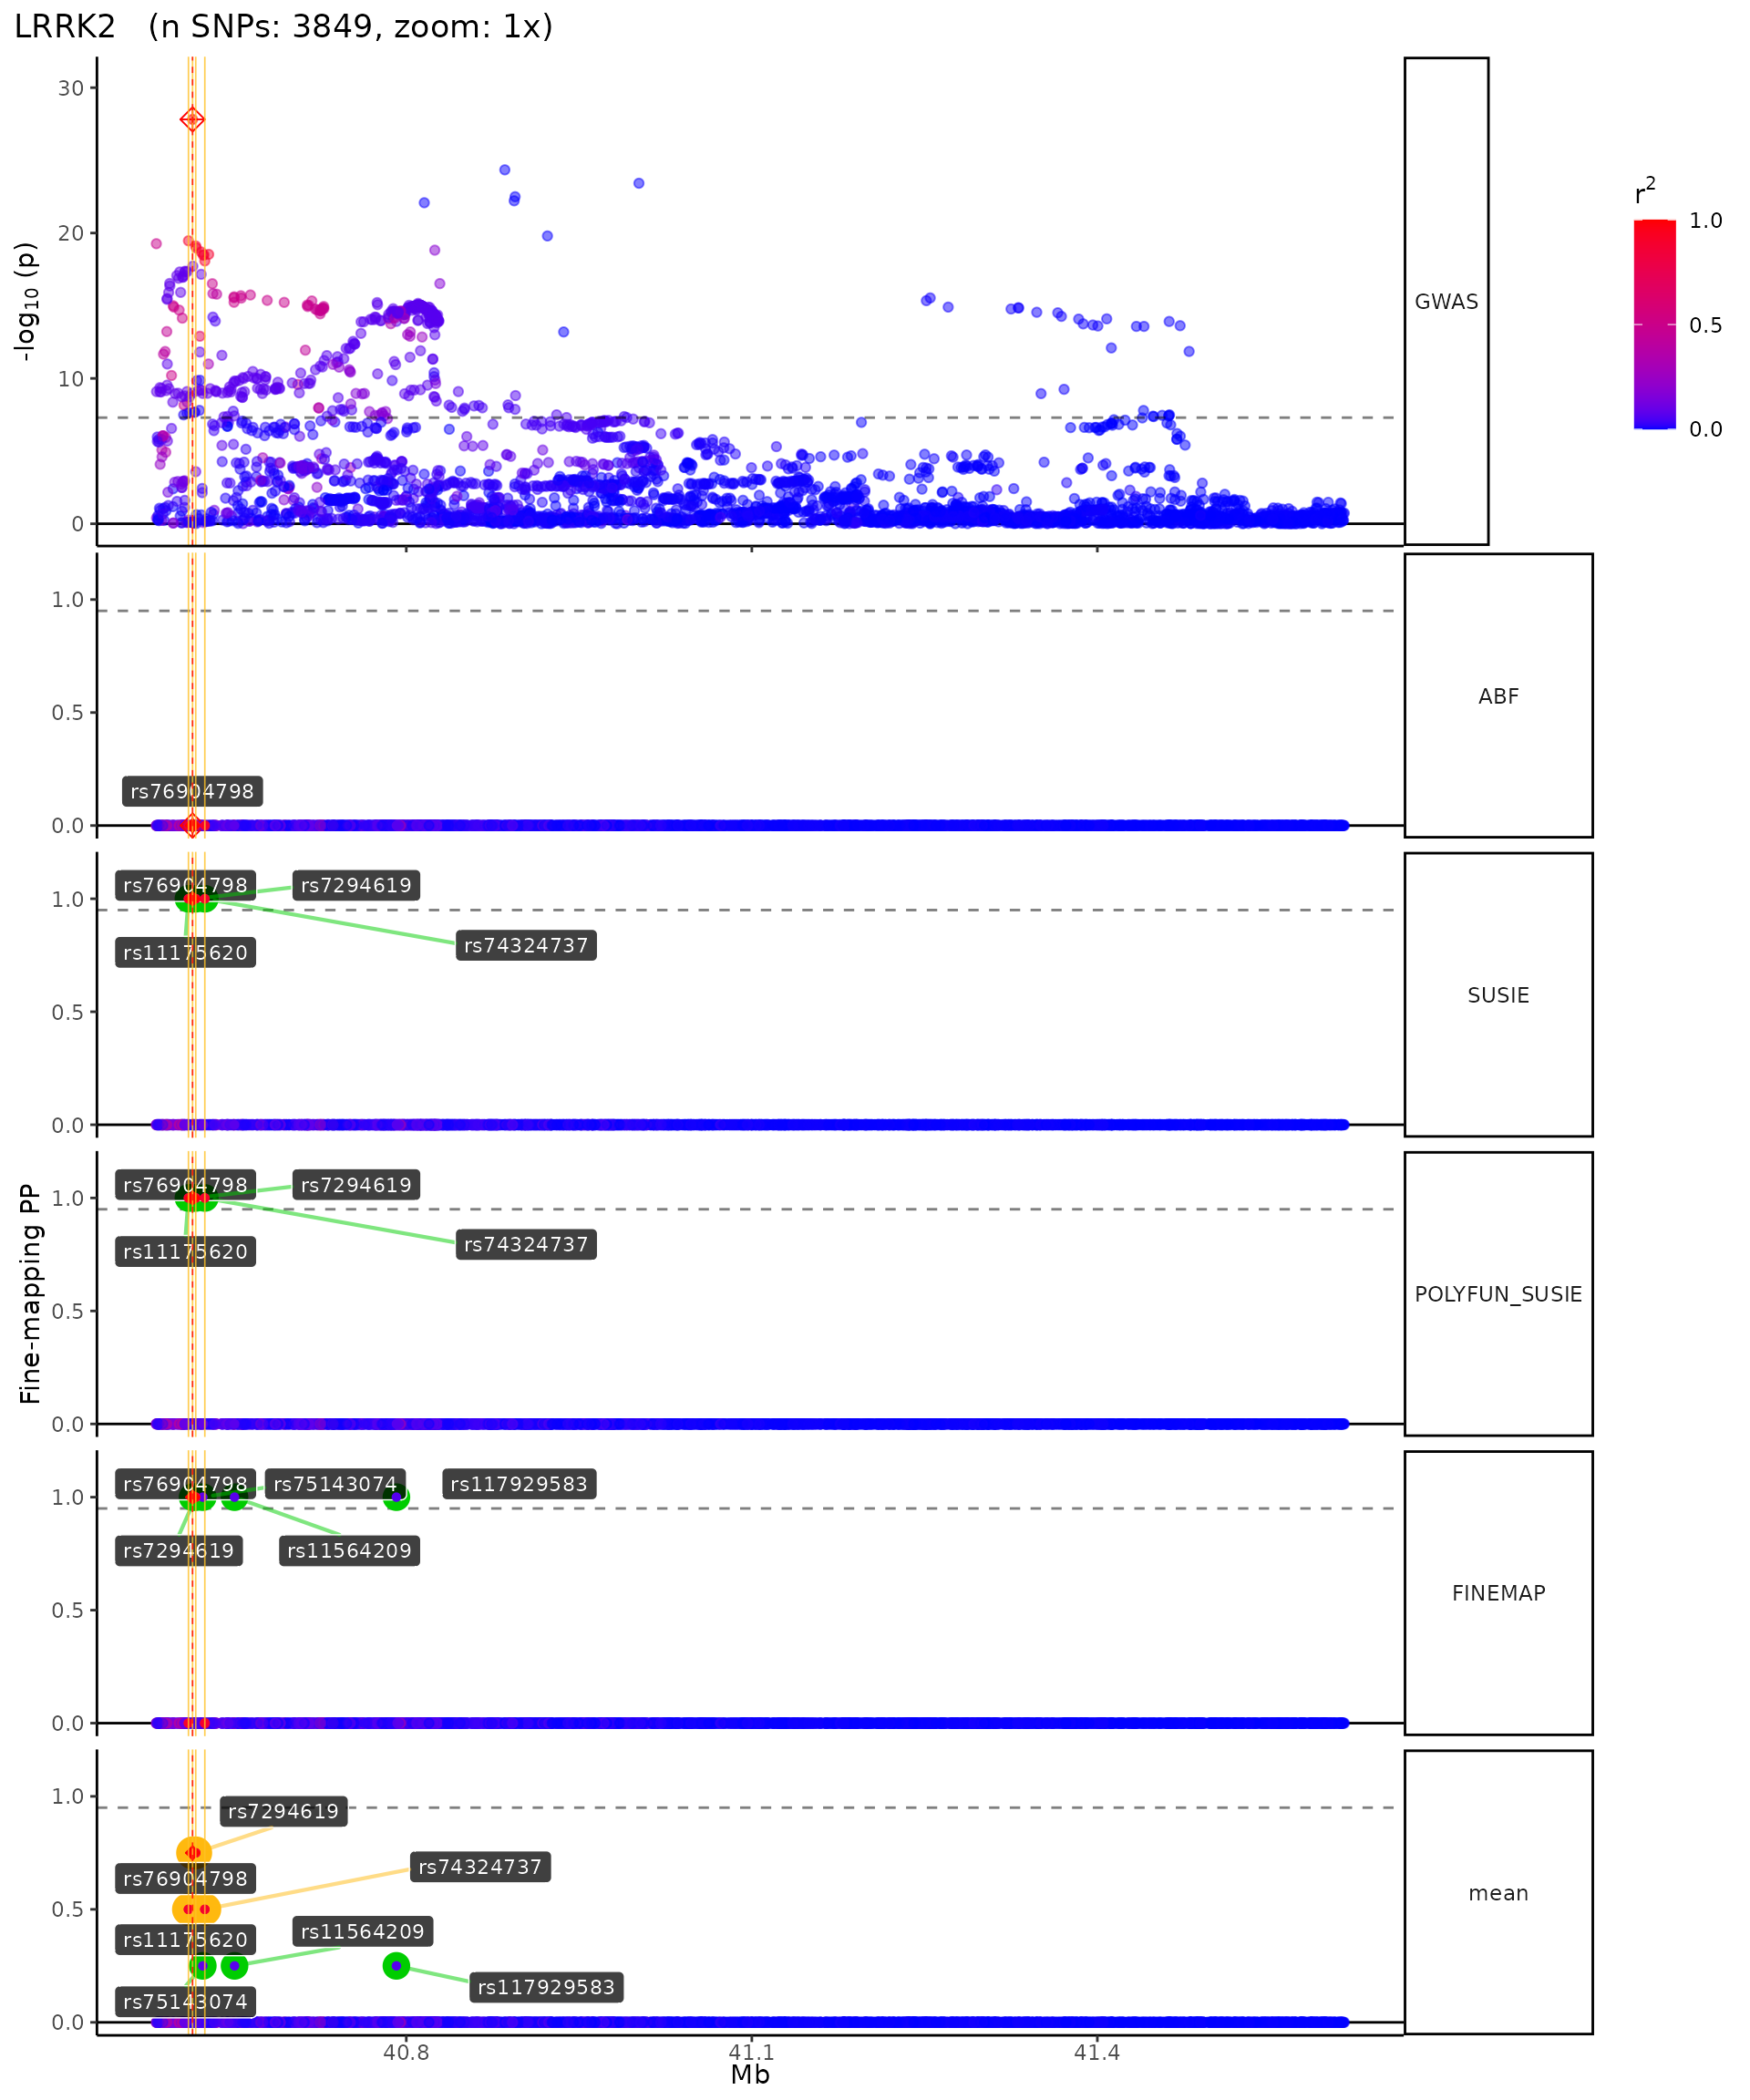 LRRK2 (n SNPs: 3849, zoom: 1x)
-log10 (p)
30
20
10
0
GWAS
r2
1.0
0.5
0.0
1.0
0.5
0.0
rs76904798
ABF
Fine-mapping PP
1.0
0.5
0.0
rs76904798
rs7294619
rs11175620
rs74324737
SUSIE
1.0
0.5
0.0
rs76904798
rs7294619
rs11175620
rs74324737
POLYFUN_SUSIE
1.0
0.5
0.0
rs76904798
rs75143074
rs117929583
rs7294619
rs11564209
FINEMAP
1.0
0.5
0.0
rs7294619
rs74324737
rs76904798
rs11564209
rs11175620
rs117929583
rs75143074
mean
40.8
41.1
41.4
Mb